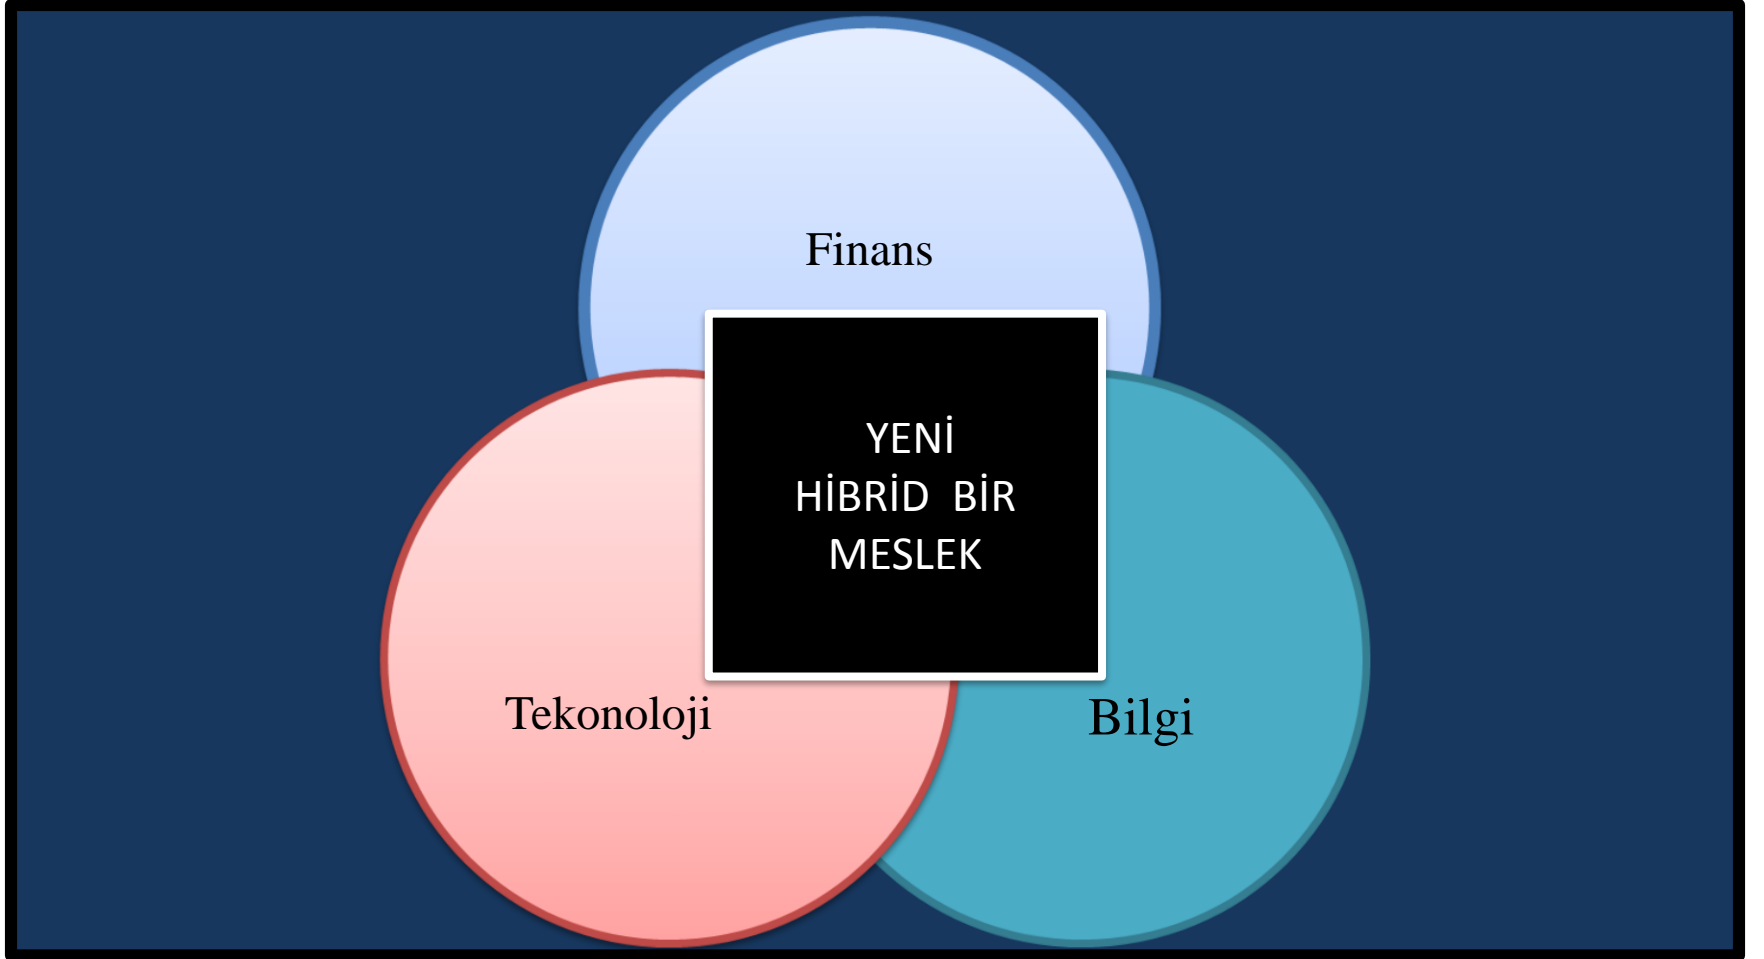 Finans
YENİ
HİBRİD BİR
MESLEK
Tekonoloji
Bilgi